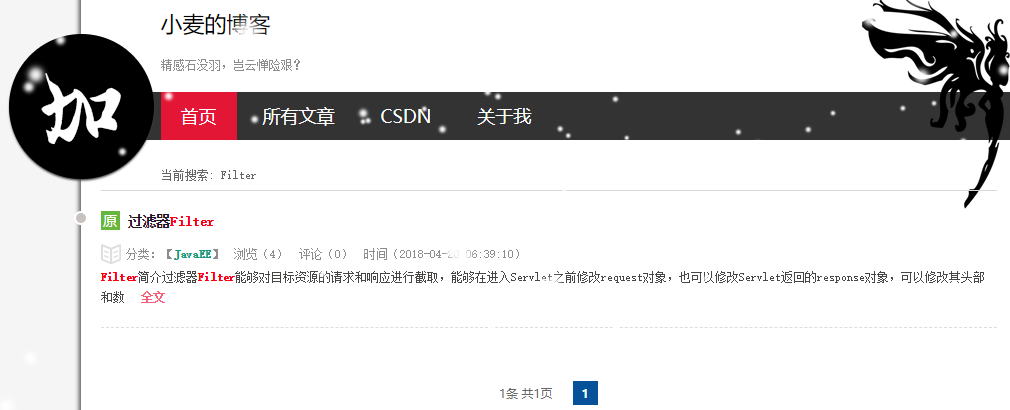 小麦的博客
精感石没羽，岂云惮险艰？
加
首页 所有文章 CSDN 关于我
当前搜索: Filter
原 过滤器Filter
分类：【JavaEE】 浏览（4） 评论（0） 时间（2018-04- 06:39:10）
Filter简介过滤器Filter能够对目标资源的请求和响应进行截取，能够在进入Servlet之前修改request对象，也可以修改Servlet返回的response对象，可以修改其头部
和数 全文
1条 共1页 1